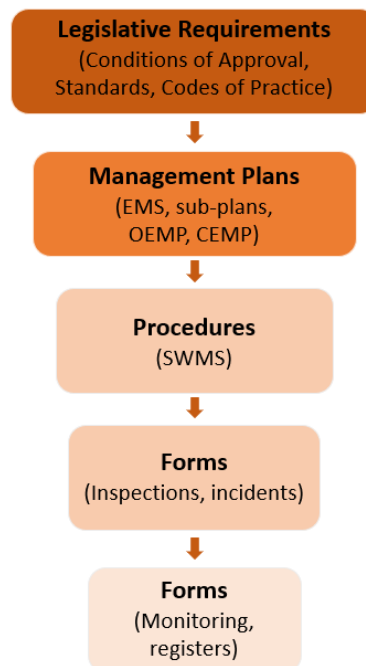 Legislative Requirements
(Conditions of Approval,
Standards, Codes of Practice)
Management Plans
(EMS, sub-plans,
OEMP, CEMP)
Procedures
(SWMS)
Forms
(Inspections, incidents)
Forms
(Monitoring,
registers)